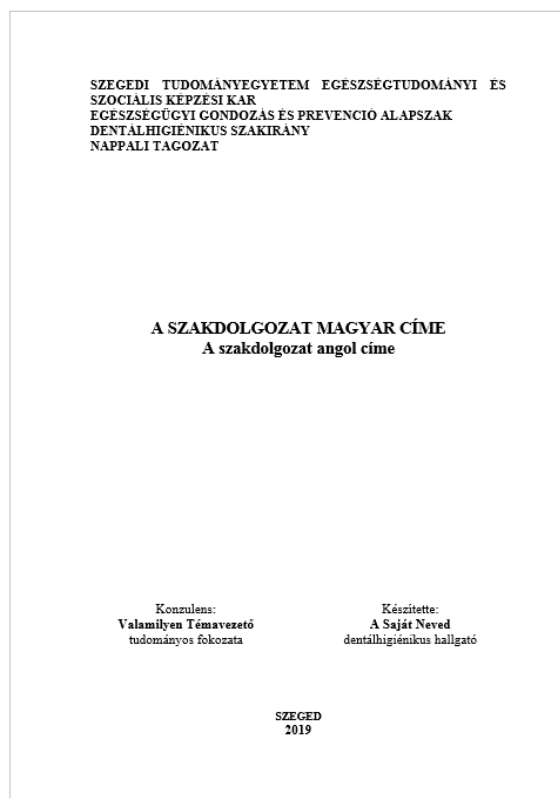 SZEGEDI TUDOMÁNYEGYETEM EGÉSZSÉGTUDOMÁNYI ÉS
SZOCIÁLIS KÉPZÉSI KAR
EGÉSZSÉGÜGYI GONDOZÁS ÉS PREVENCIÓ ALAPSZAK
DENTÁLHIGIÉNIKUS SZAKIRÁNY
NAPPALI TAGOZAT
A SZAKDOLGOZAT MAGYAR CÍME
A szakdolgozat angol címe
Konzulens:
Valamilyen Témavezető
tudományos fokozata
Készítette:
A Saját Neved
dentálhigiénikus hallgató
SZEGED
2019